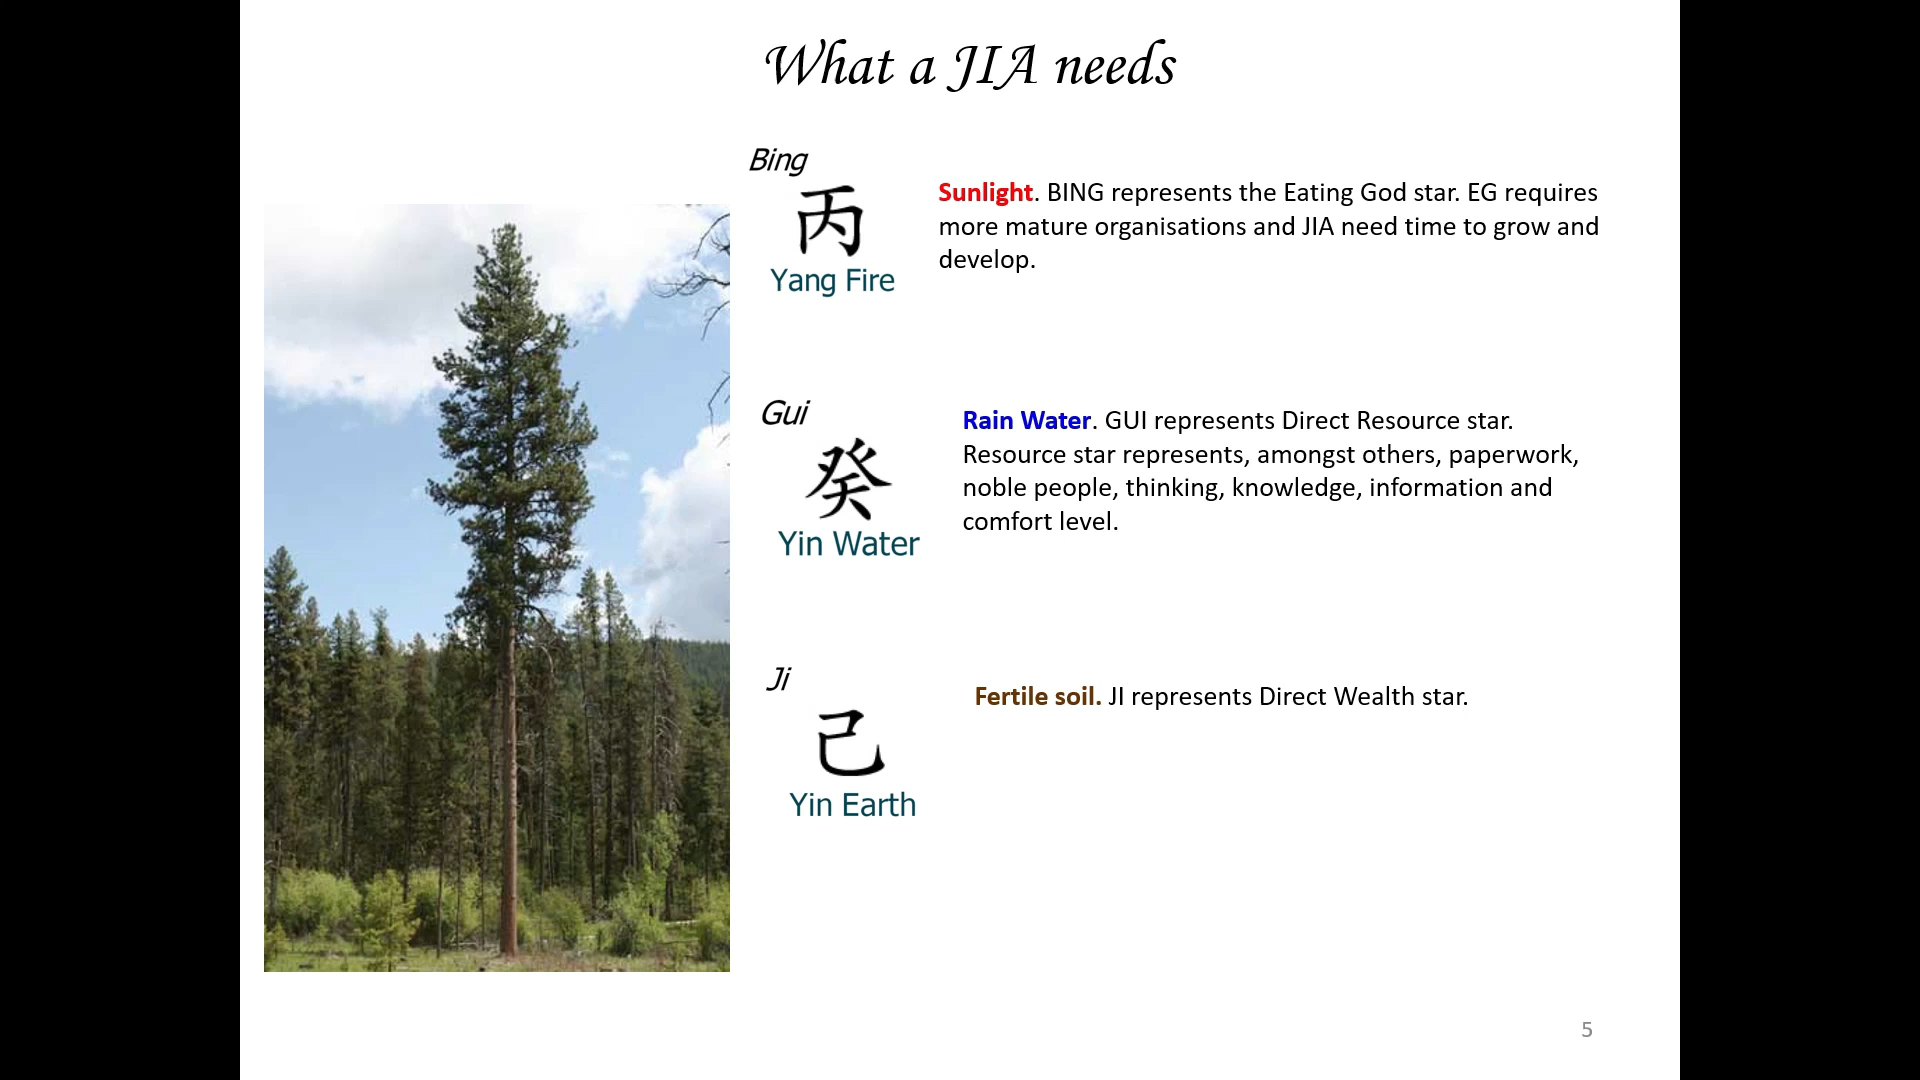 What a JIA needs
Bing
丙
Yang Fire
Sunlight. BING represents the Eating God star. EG requires
more mature organisations and JIA need time to grow and
develop.
Gui
癸
Yin Water
Rain Water. GUI represents Direct Resource star.
Resource star represents, amongst others, paperwork,
noble people, thinking, knowledge, information and
comfort level.
Ji
己
Yin Earth
Fertile soil. JI represents Direct Wealth star.
5